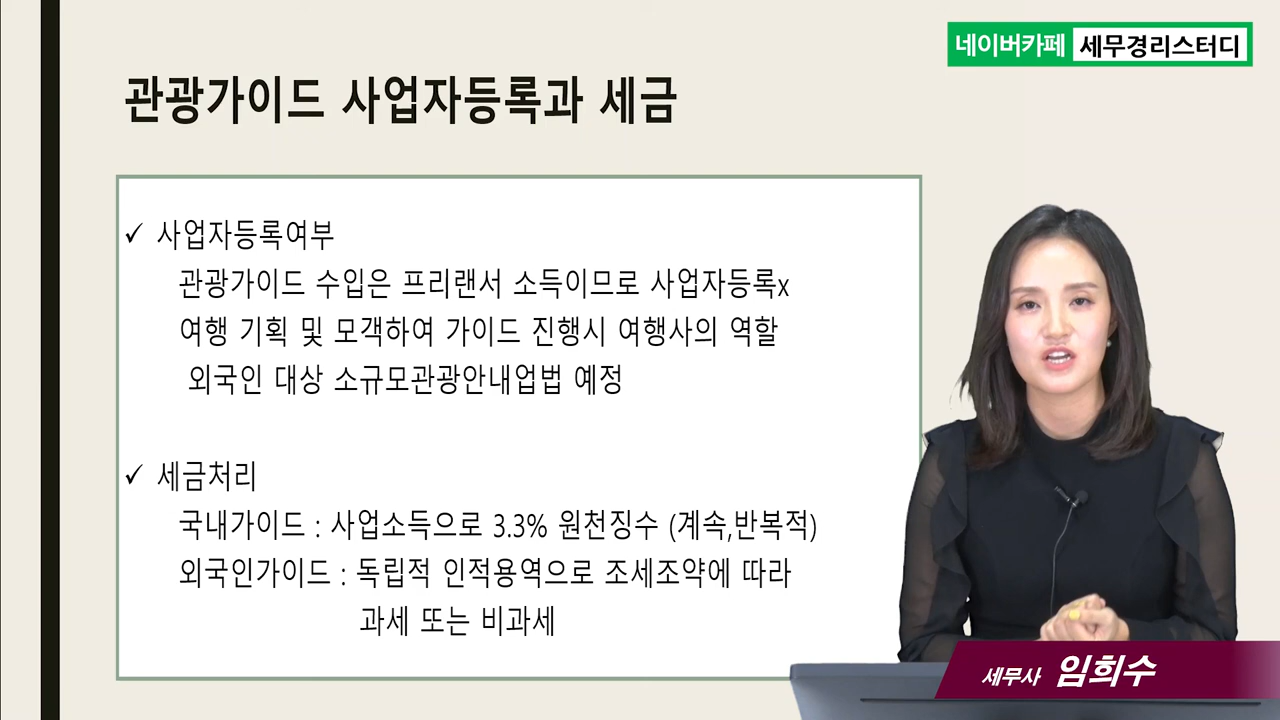 네이버카페 세무경리스터디
관광가이드 사업자등록과 세금
✓ 사업자등록여부
관광가이드 수입은 프리랜서 소득이므로 사업자등록x
여행 기획 및 모객하여 가이드 진행시 여행사의 역할
외국인 대상 소규모관광안내업법 예정
✓ 세금처리
국내가이드 : 사업소득으로 3.3% 원천징수 (계속,반복적)
외국인가이드 : 독립적 인적용역으로 조세조약에 따라
과세 또는 비과세
세무사 임희수